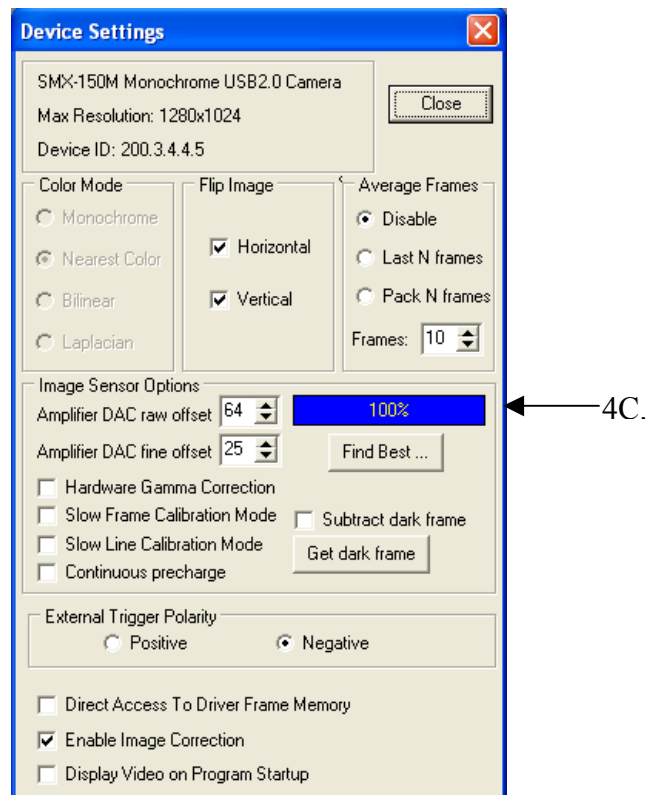 Device Settings
SMX-150M Monochrome USB2.0 Camera
Max Resolution: 1280x1024
Device ID: 200.3.4.4.5
Close
Color Mode
Monochrome
Nearest Color
Bilinear
Laplacian
Flip Image
Horizontal
Vertical
Average Frames
Disable
Last N frames
Pack N frames
Frames: 10
Image Sensor Options
Amplifier DAC raw offset 64
100%
4C.
Amplifier DAC fine offset 25
Find Best ...
Hardware Gamma Correction
Slow Frame Calibration Mode
Subtract dark frame
Slow Line Calibration Mode
Get dark frame
Continuous precharge
External Trigger Polarity
Positive
Negative
Direct Access To Driver Frame Memory
Enable Image Correction
Display Video on Program Startup